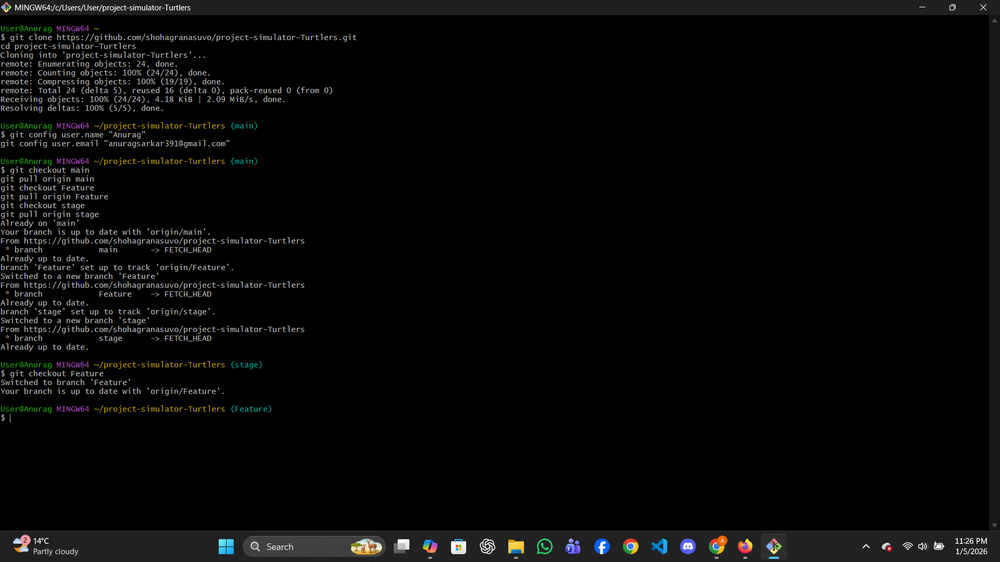 MINGW64:/c/Users/User/project-simulator-Turtlers
User@Anurag MINGW64 ~
$ git clone https://github.com/shohagranasuvo/project-simulator-Turtlers.git
cd project-simulator-Turtlers
Cloning into 'project-simulator-Turtlers'...
remote: Enumerating objects: 24, done.
remote: Counting objects: 100% (24/24), done.
remote: Compressing objects: 100% (19/19), done.
remote: Total 24 (delta 5), reused 16 (delta 0), pack-reused 0 (from 0)
Receiving objects: 100% (24/24), 4.18 KiB | 2.09 MiB/s, done.
Resolving deltas: 100% (5/5), done.
User@Anurag MINGW64 ~/project-simulator-Turtlers (main)
$ git config user.name "Anurag"
git config user.email "anuragsarkar391@gmail.com"
User@Anurag MINGW64 ~/project-simulator-Turtlers (main)
$ git checkout main
git pull origin main
git checkout Feature
git pull origin Feature
git checkout stage
git pull origin stage
Already on 'main'
Your branch is up to date with 'origin/main'.
From https://github.com/shohagranasuvo/project-simulator-Turtlers
 * branch            main       -> FETCH_HEAD
Already up to date.
branch 'Feature' set up to track 'origin/Feature'.
Switched to a new branch 'Feature'
From https://github.com/shohagranasuvo/project-simulator-Turtlers
 * branch            Feature    -> FETCH_HEAD
Already up to date.
branch 'stage' set up to track 'origin/stage'.
Switched to a new branch 'stage'
From https://github.com/shohagranasuvo/project-simulator-Turtlers
 * branch            stage      -> FETCH_HEAD
Already up to date.
User@Anurag MINGW64 ~/project-simulator-Turtlers (stage)
$ git checkout Feature
Switched to branch 'Feature'
Your branch is up to date with 'origin/Feature'.
User@Anurag MINGW64 ~/project-simulator-Turtlers (Feature)
$
2
14°C
Partly cloudy
Search
T
A
11:26 PM
1/5/2026